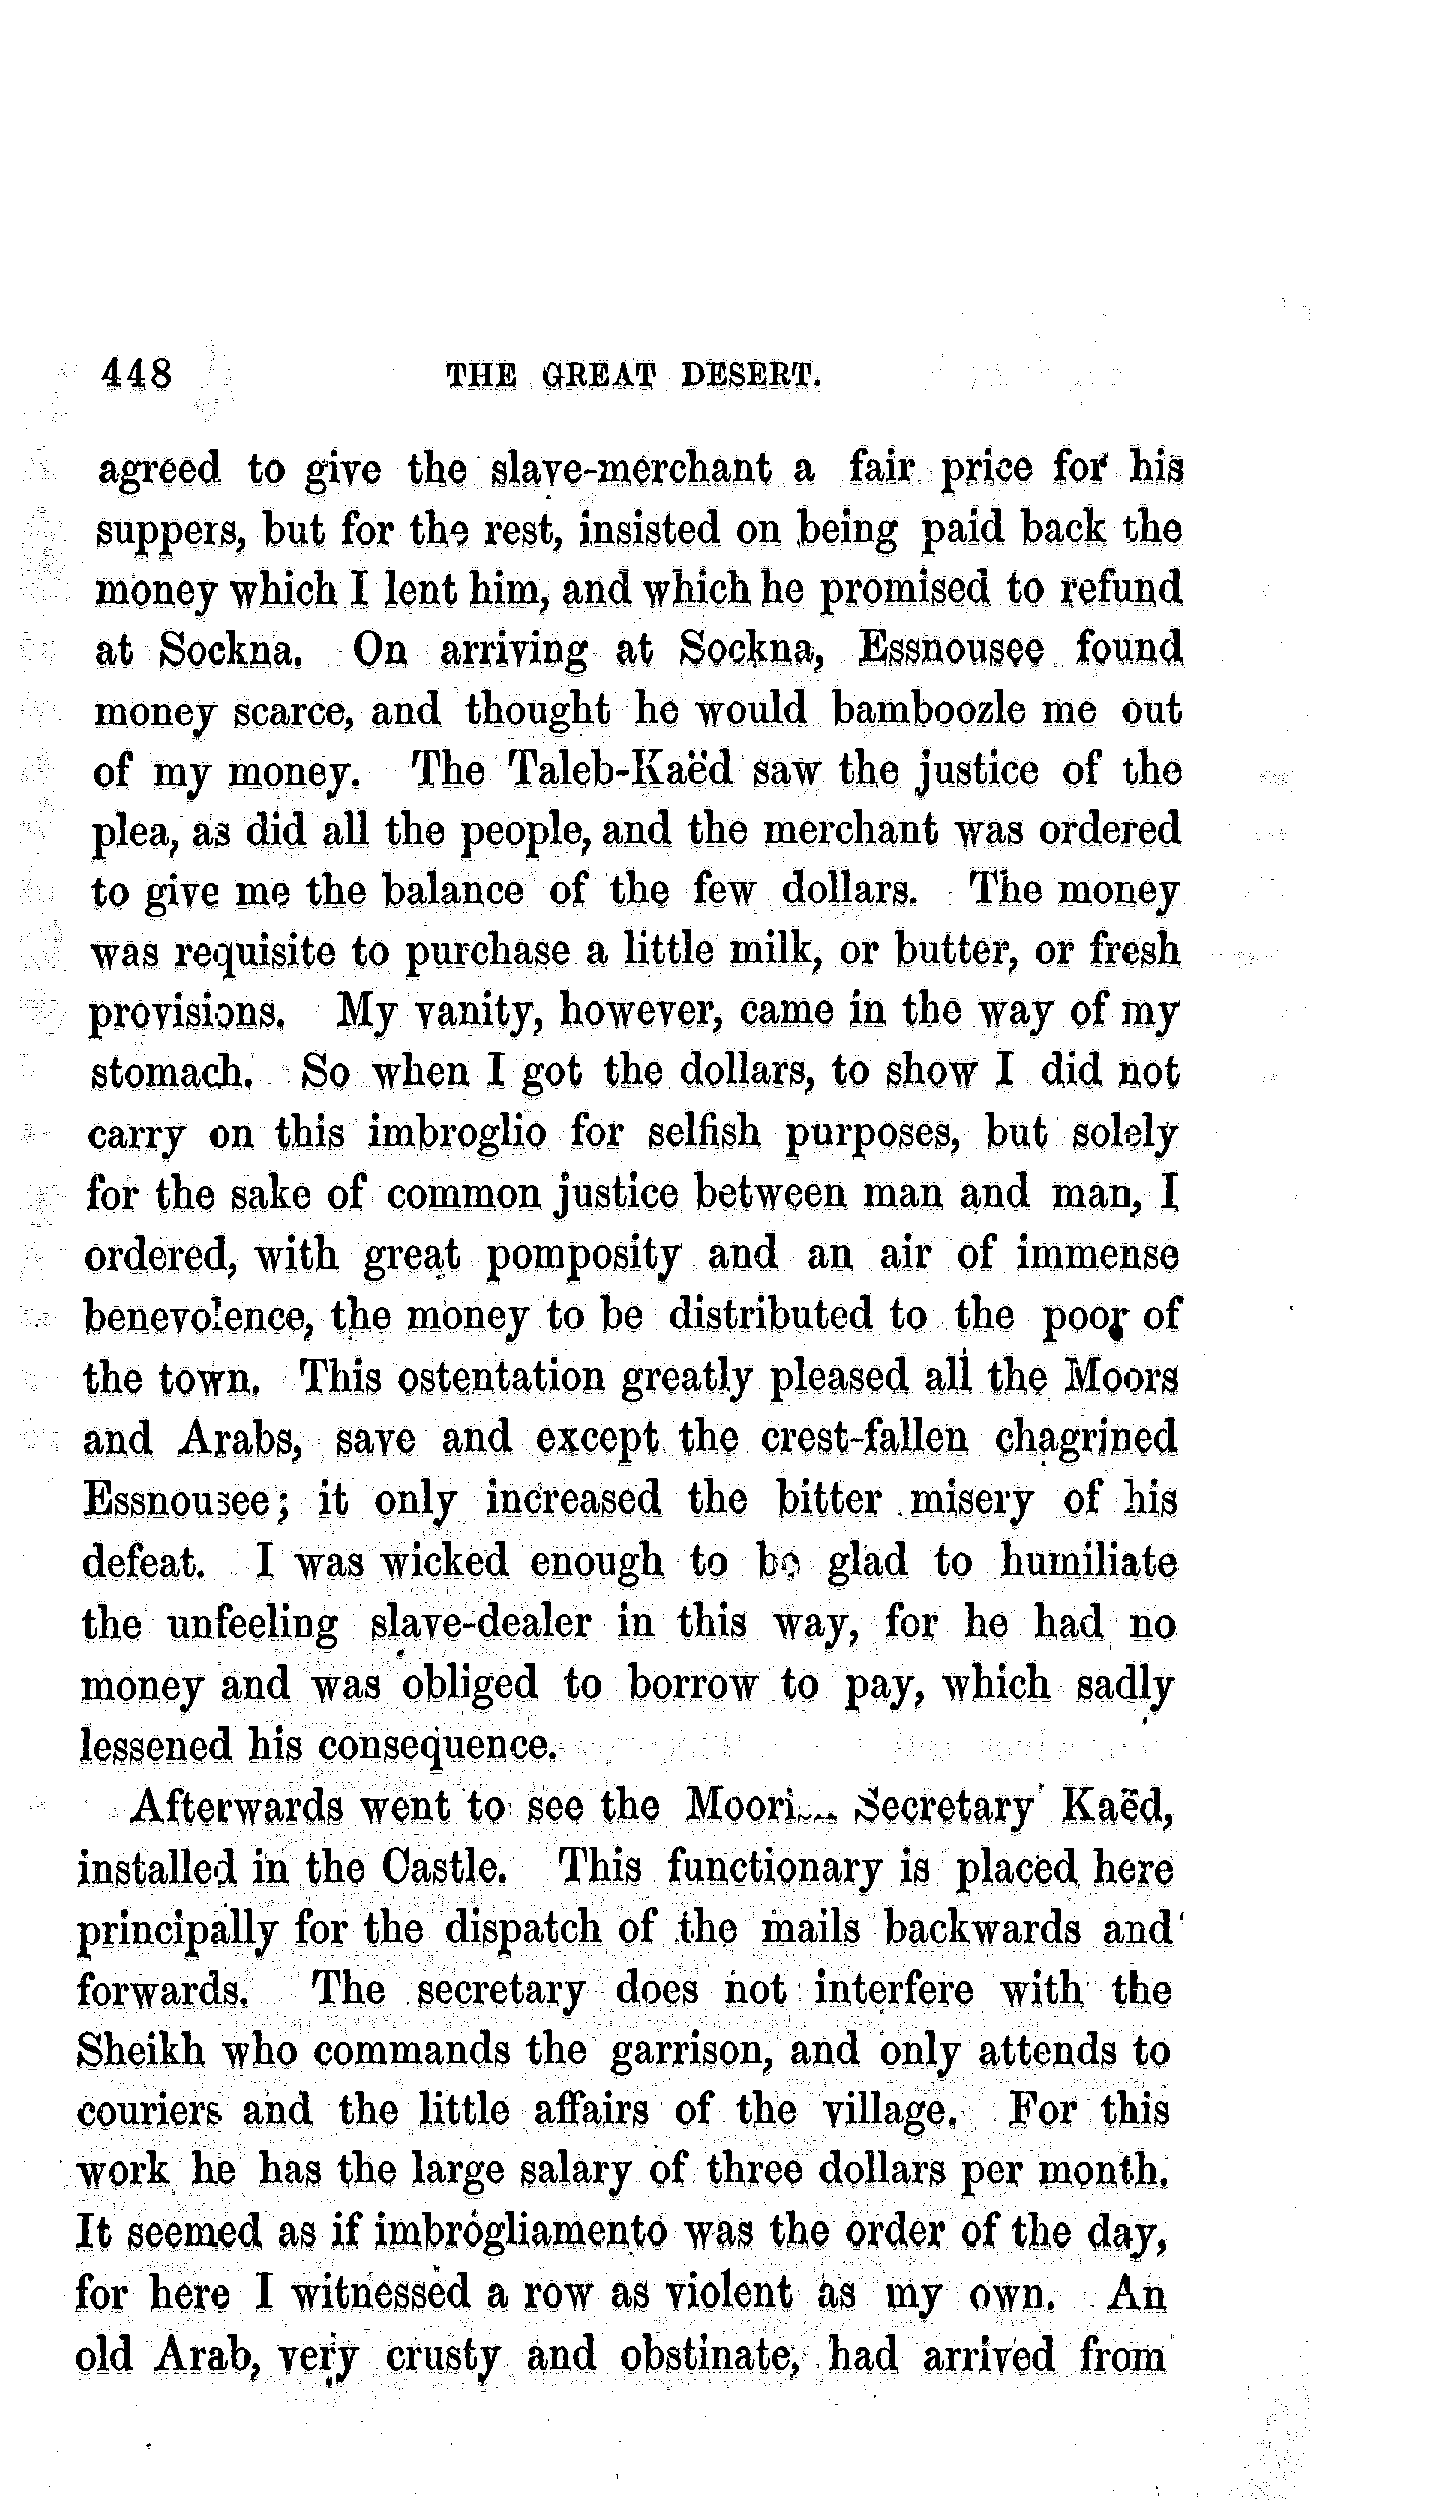 448 THE GREAT DESERT.
agreed to give the slave-merchant a fair price for his
suppers, but for the rest, insisted on being paid back the
money which I lent him, and which he promised to refund
at Sockna. On arriving at Sockna, Essnousee found
money scarce, and thought he would bamboozle me out
of my money. The Taleb-Kaëd saw the justice of the
plea, as did all the people, and the merchant was ordered
to give me the balance of the few dollars. The money
was requisite to purchase a little milk, or butter, or fresh
provisions. My vanity, however, came in the way of my
stomach. So when I got the dollars, to show I did not
carry on this imbroglio for selfish purposes, but solely
for the sake of common justice between man and man, I
ordered, with great pomposity and an air of immense
benevolence, the money to be distributed to the poor of
the town. This ostentation greatly pleased all the Moors
and Arabs, save and except the crest-fallen chagrined
Essnousee; it only increased the bitter misery of his
defeat. I was wicked enough to be glad to humiliate
the unfeeling slave-dealer in this way, for he had no
money and was obliged to borrow to pay, which sadly
lessened his consequence.
Afterwards went to see the Secretary Kaëd,
installed in the Castle. This functionary is placed here
principally for the dispatch of the mails backwards and
forwards. The secretary does not interfere with the
Sheikh who commands the garrison, and only attends to
couriers and the little affairs of the village. For this
work he has the large salary of three dollars per month.
It seemed as if imbrógliamento was the order of the day,
for here I witnessed a row as violent as my own. An
old Arab, very crusty and obstinate, had arrived from